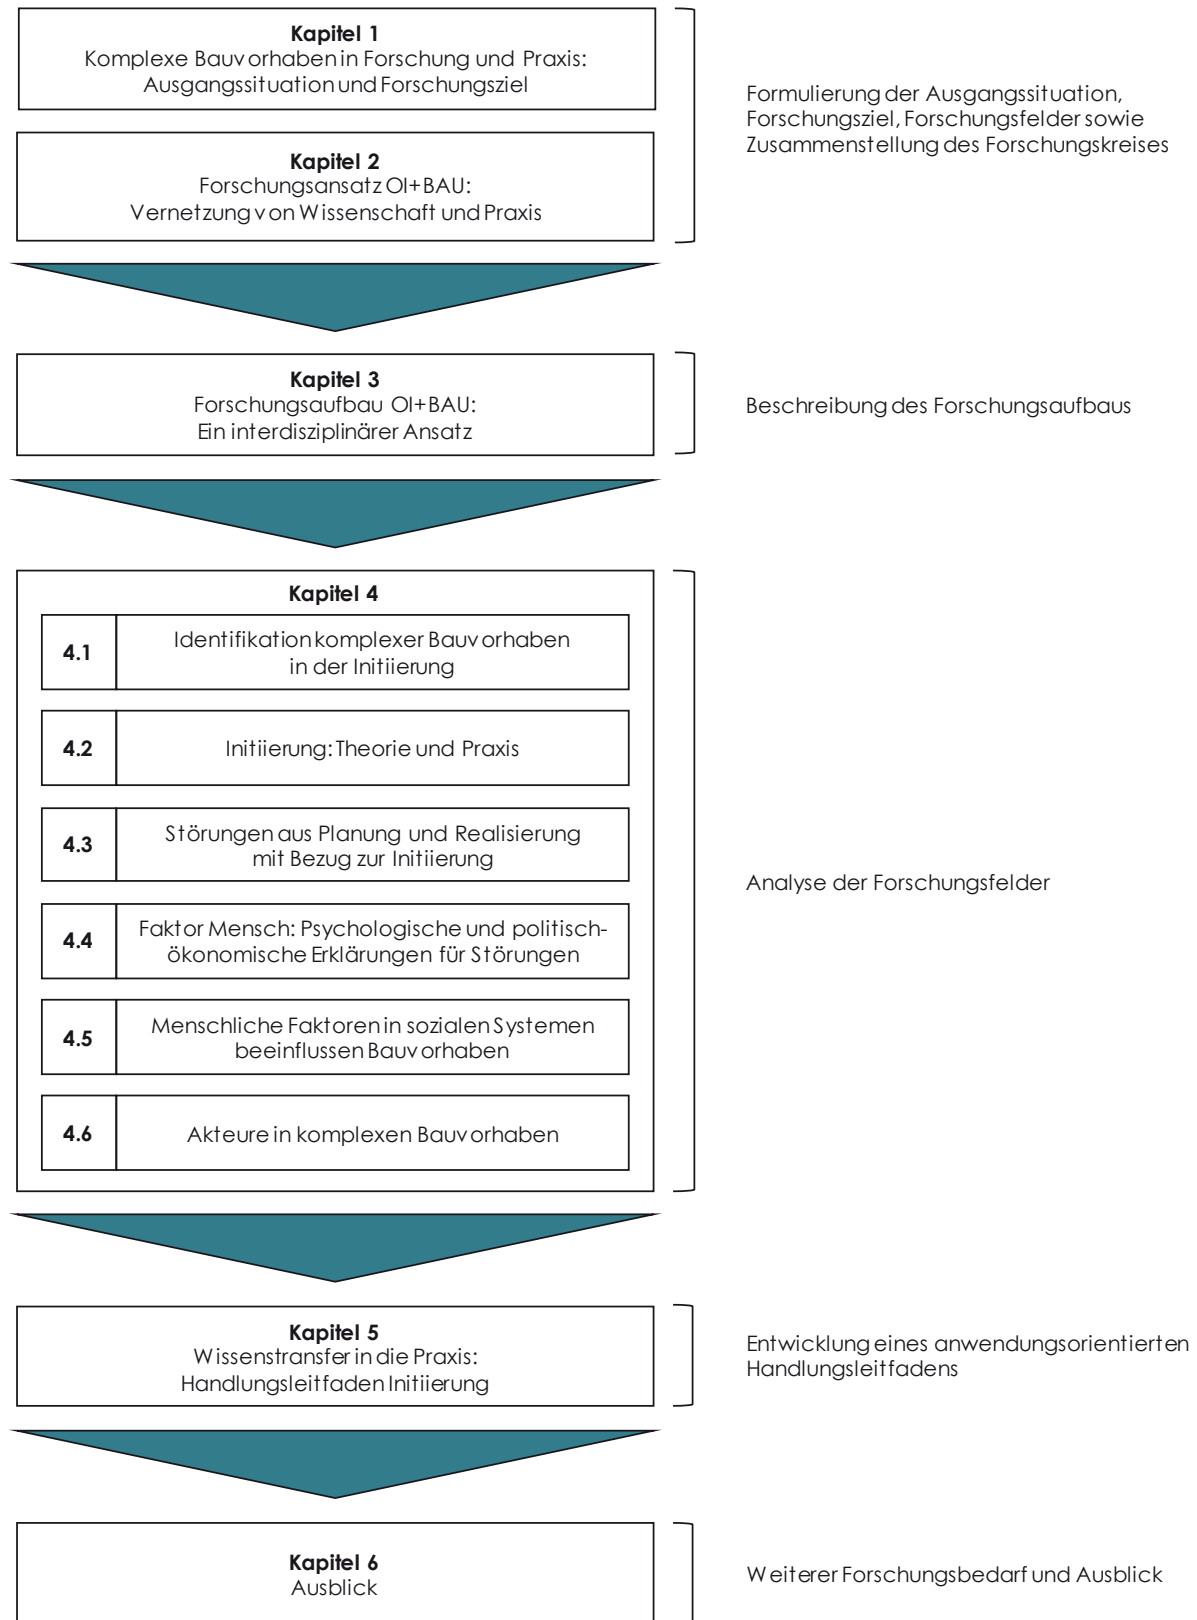 Kapitel 1
Komplexe Bauvorhaben in Forschung und Praxis:
Ausgangssituation und Forschungsziel
Kapitel 2
Forschungsansatz OI+BAU:
Vernetzung von Wissenschaft und Praxis
Formulierung der Ausgangssituation,
Forschungsziel, Forschungsfelder sowie
Zusammenstellung des Forschungskreises
Kapitel 3
Forschungsaufbau OI+BAU:
Ein interdisziplinärer Ansatz
Beschreibung des Forschungsaufbaus
Kapitel 4
4.1
Identifikation komplexer Bauvorhaben
in der Initiierung
4.2
Initiierung: Theorie und Praxis
4.3
Störungen aus Planung und Realisierung
mit Bezug zur Initiierung
4.4
Faktor Mensch: Psychologische und politisch-
ökonomische Erklärungen für Störungen
4.5
Menschliche Faktoren in sozialen Systemen
beeinflussen Bauvorhaben
4.6
Akteure in komplexen Bauvorhaben
Analyse der Forschungsfelder
Kapitel 5
Wissenstransfer in die Praxis:
Handlungsleitfaden Initiierung
Entwicklung eines anwendungsorientierten
Handlungsleitfadens
Kapitel 6
Ausblick
Weiterer Forschungsbedarf und Ausblick